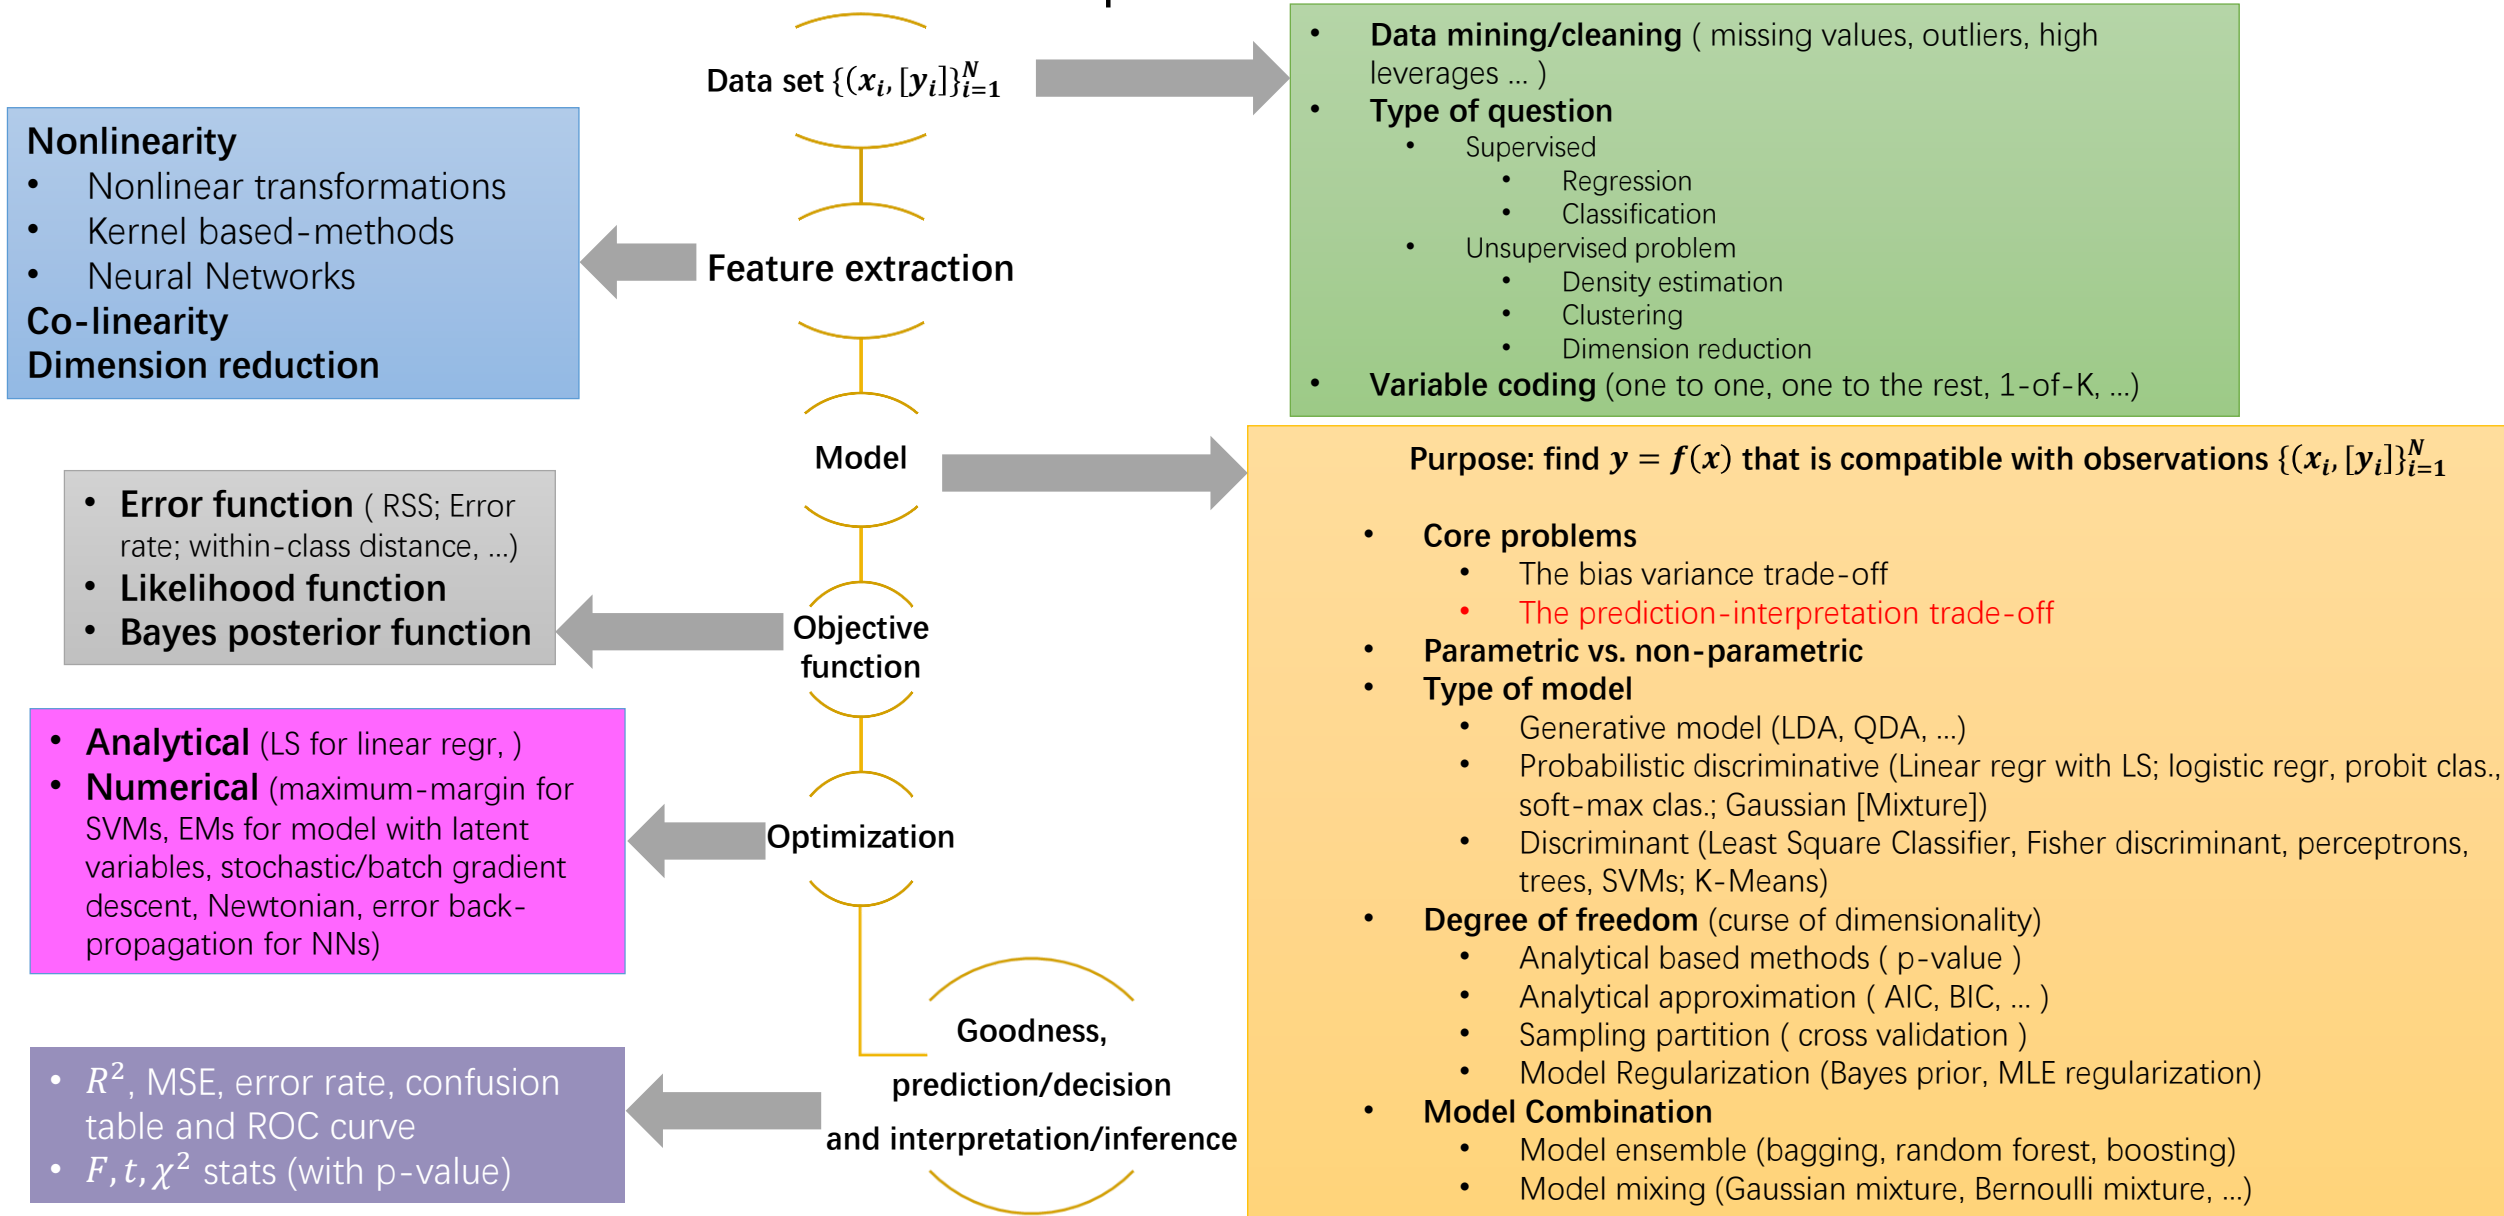 Data set {(x_i, [y_i]}_{i=1}^N
• Data mining/cleaning ( missing values, outliers, high
leverages ... )
• Type of question
• Supervised
• Regression
• Classification
• Unsupervised problem
• Density estimation
• Clustering
• Dimension reduction
• Variable coding (one to one, one to the rest, 1-of-K, ...)
Feature extraction
Nonlinearity
• Nonlinear transformations
• Kernel based-methods
• Neural Networks
Co-linearity
Dimension reduction
Model
Purpose: find y = f(x) that is compatible with observations {(x_i, [y_i]}_{i=1}^N
• Core problems
• The bias variance trade-off
• The prediction-interpretation trade-off
• Parametric vs. non-parametric
• Type of model
• Generative model (LDA, QDA, ...)
• Probabilistic discriminative (Linear regr with LS; logistic regr, probit clas.,
soft-max clas.; Gaussian [Mixture])
• Discriminant (Least Square Classifier, Fisher discriminant, perceptrons,
trees, SVMs; K-Means)
• Degree of freedom (curse of dimensionality)
• Analytical based methods ( p-value )
• Analytical approximation ( AIC, BIC, ... )
• Sampling partition ( cross validation )
• Model Regularization (Bayes prior, MLE regularization)
• Model Combination
• Model ensemble (bagging, random forest, boosting)
• Model mixing (Gaussian mixture, Bernoulli mixture, ...)
Objective
function
• Error function ( RSS; Error
rate; within-class distance, ...)
• Likelihood function
• Bayes posterior function
Optimization
• Analytical (LS for linear regr, )
• Numerical (maximum-margin for
SVMs, EMs for model with latent
variables, stochastic/batch gradient
descent, Newtonian, error back-
propagation for NNs)
Goodness,
prediction/decision
and interpretation/inference
• R², MSE, error rate, confusion
table and ROC curve
• F, t, χ² stats (with p-value)